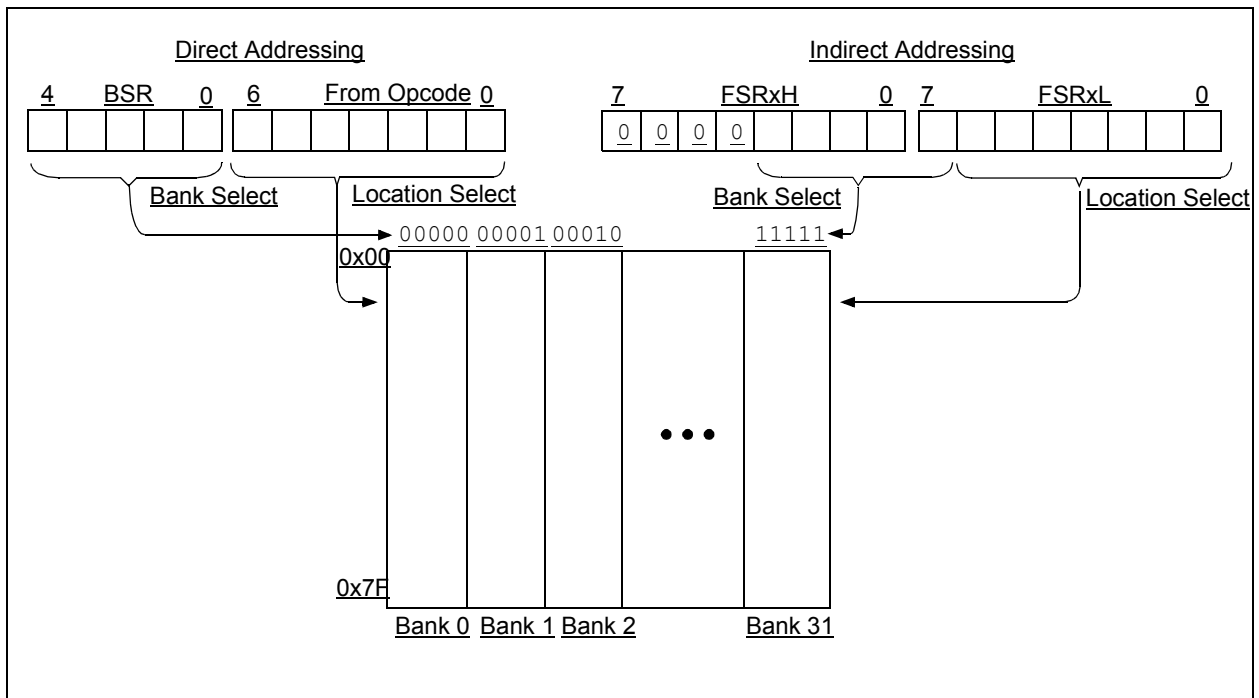 Direct Addressing
Indirect Addressing
4 BSR 0 6 From Opcode 0
7 FSRxH 0 7 FSRxL 0
0 0 0 0
Bank Select
Location Select
Bank Select
Location Select
00000 00001 00010 11111
0x00
0x7F
Bank 0 Bank 1 Bank 2 Bank 31